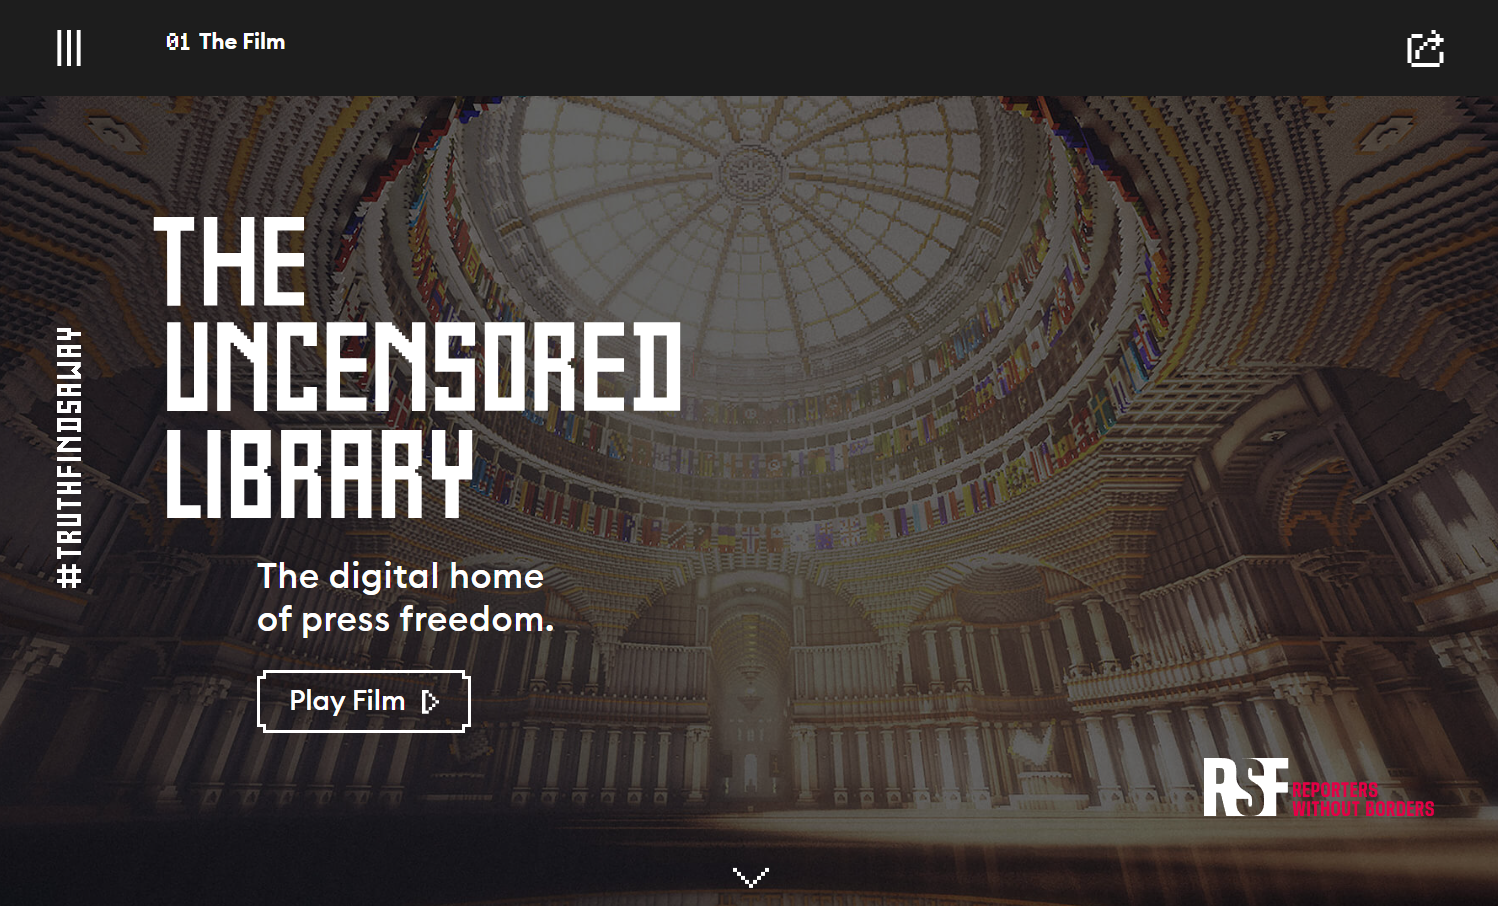 01 The Film
THE
UNCENSORED
LIBRARY
#TRUTHFINDSAWAY
The digital home
of press freedom.
Play Film
RSF REPORTERS
WITHOUT BORDERS